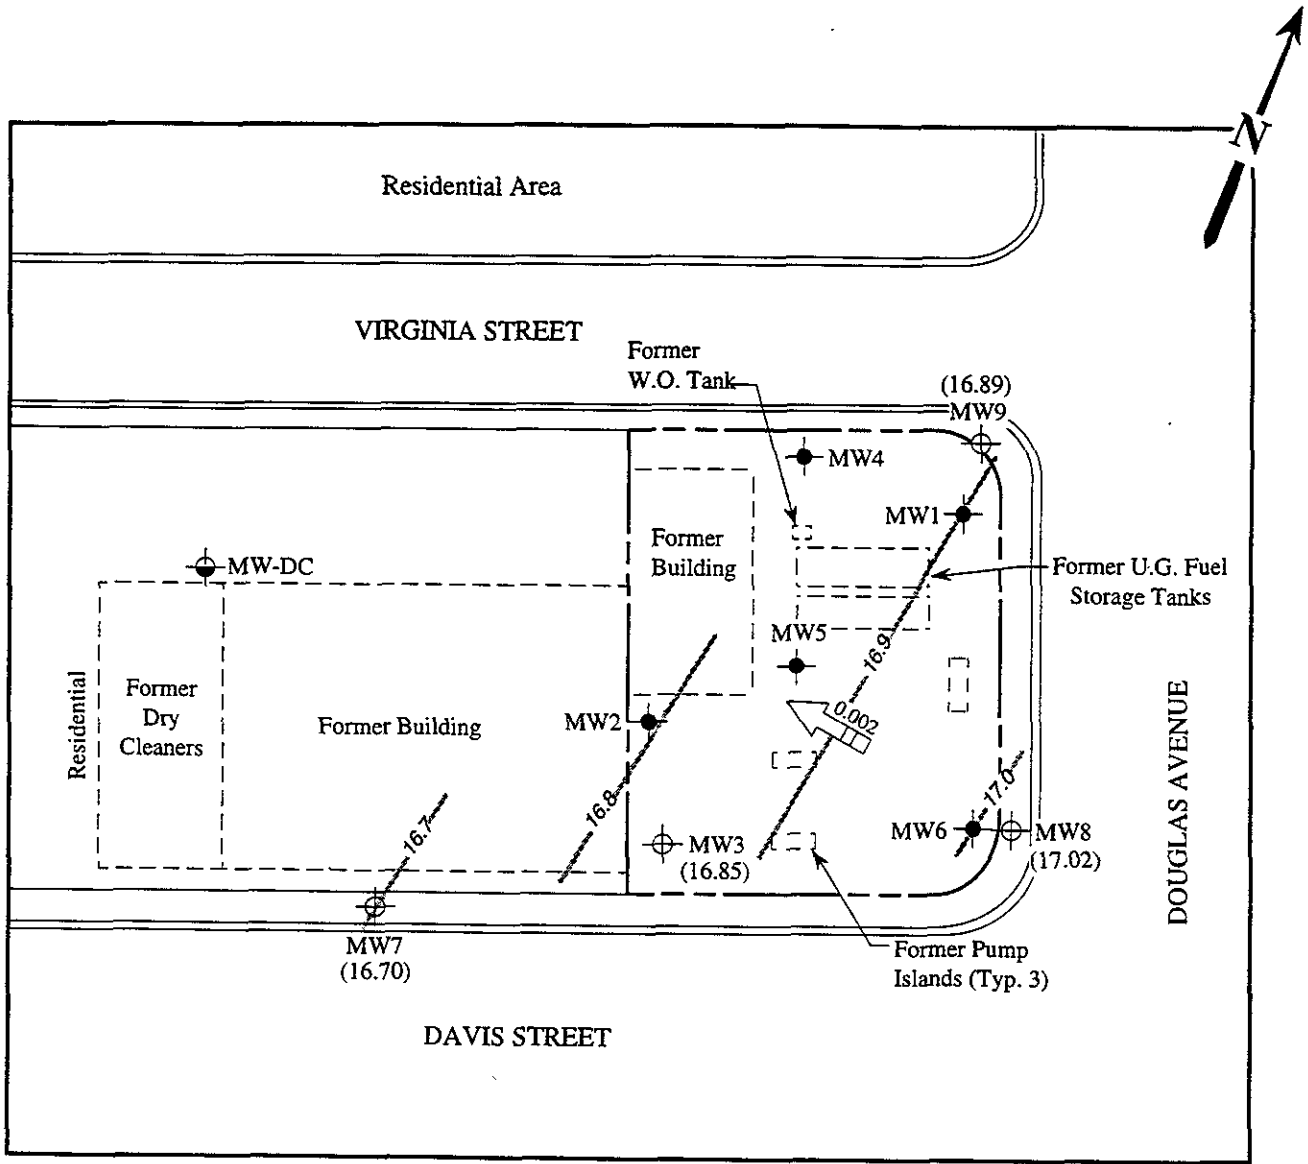 N
Residential Area
VIRGINIA STREET
Former
W.O. Tank
(16.89)
MW9
MW4
MW1
Former
Building
MW-DC
Former U.G. Fuel
Storage Tanks
MW5
16.9
Residential
Former
Dry
Cleaners
Former Building
MW2
0.002
DOUGLAS AVENUE
16.8
17.0
16.7
MW6
MW8
(17.02)
MW3
(16.85)
MW7
(16.70)
Former Pump
Islands (Typ. 3)
DAVIS STREET